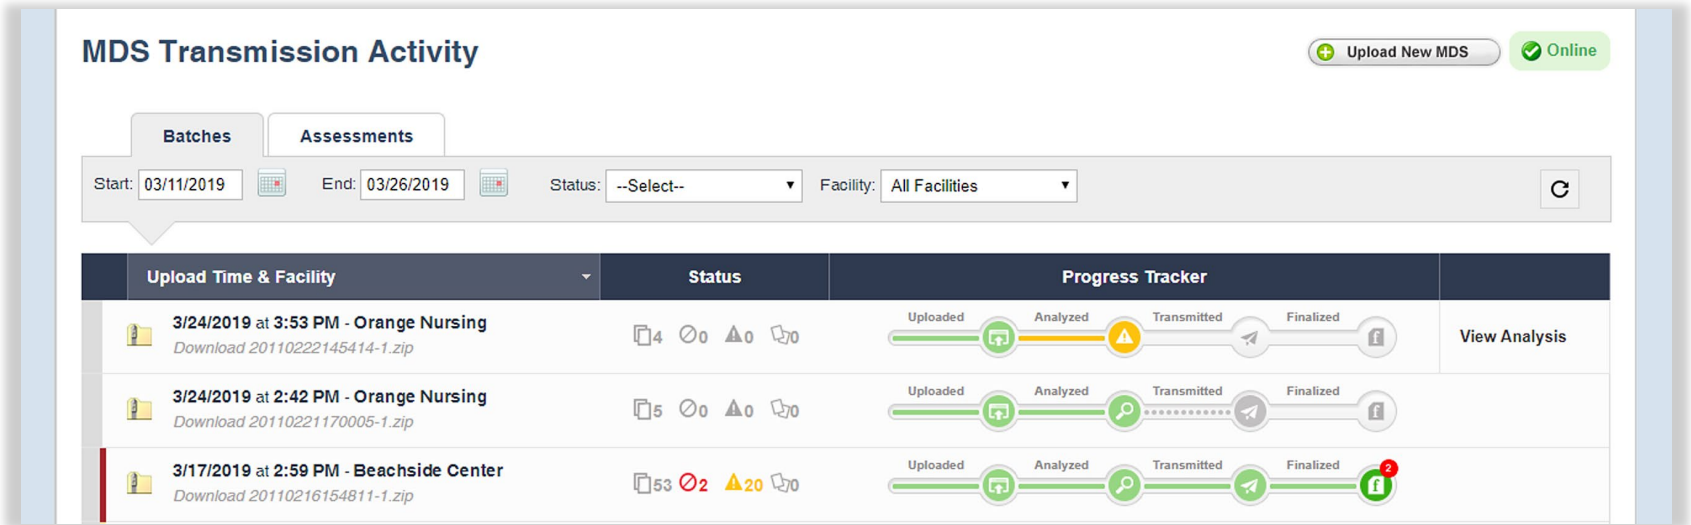 MDS Transmission Activity
Upload New MDS
Online
Batches
Assessments
Start: 03/11/2019
End: 03/26/2019
Status: --Select--
Facility: All Facilities
Upload Time & Facility
Status
Progress Tracker
3/24/2019 at 3:53 PM - Orange Nursing
Download 20110222145414-1.zip
4 0 0 0
Uploaded Analyzed Transmitted Finalized
f
View Analysis
3/24/2019 at 2:42 PM - Orange Nursing
Download 20110221170005-1.zip
5 0 0 0
Uploaded Analyzed Transmitted Finalized
f
3/17/2019 at 2:59 PM - Beachside Center
Download 20110216154811-1.zip
53 2 20 0
Uploaded Analyzed Transmitted Finalized
2
f